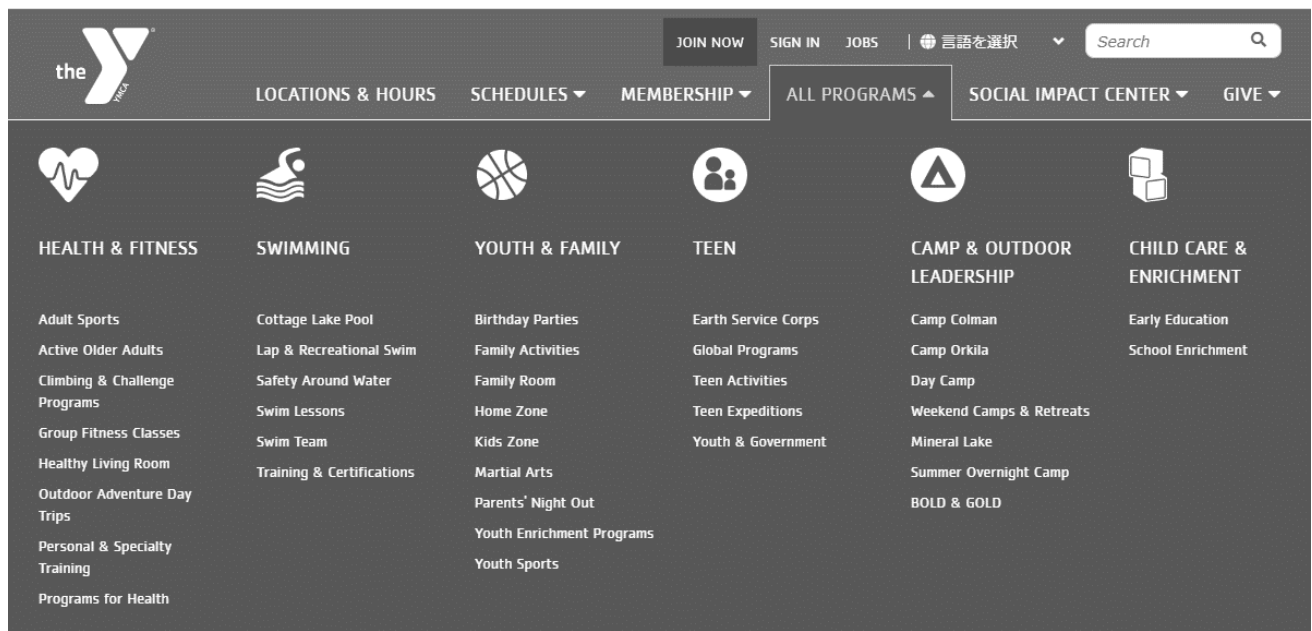 the
YMCA
JOIN NOW
SIGN IN
JOBS
言語を選択
Search
LOCATIONS & HOURS
SCHEDULES
MEMBERSHIP
ALL PROGRAMS
SOCIAL IMPACT CENTER
GIVE
HEALTH & FITNESS
Adult Sports
Active Older Adults
Climbing & Challenge
Programs
Group Fitness Classes
Healthy Living Room
Outdoor Adventure Day
Trips
Personal & Specialty
Training
Programs for Health
SWIMMING
Cottage Lake Pool
Lap & Recreational Swim
Safety Around Water
Swim Lessons
Swim Team
Training & Certifications
YOUTH & FAMILY
Birthday Parties
Family Activities
Family Room
Home Zone
Kids Zone
Martial Arts
Parents' Night Out
Youth Enrichment Programs
Youth Sports
TEEN
Earth Service Corps
Global Programs
Teen Activities
Teen Expeditions
Youth & Government
CAMP & OUTDOOR
LEADERSHIP
Camp Colman
Camp Orkila
Day Camp
Weekend Camps & Retreats
Mineral Lake
Summer Overnight Camp
BOLD & GOLD
CHILD CARE &
ENRICHMENT
Early Education
School Enrichment